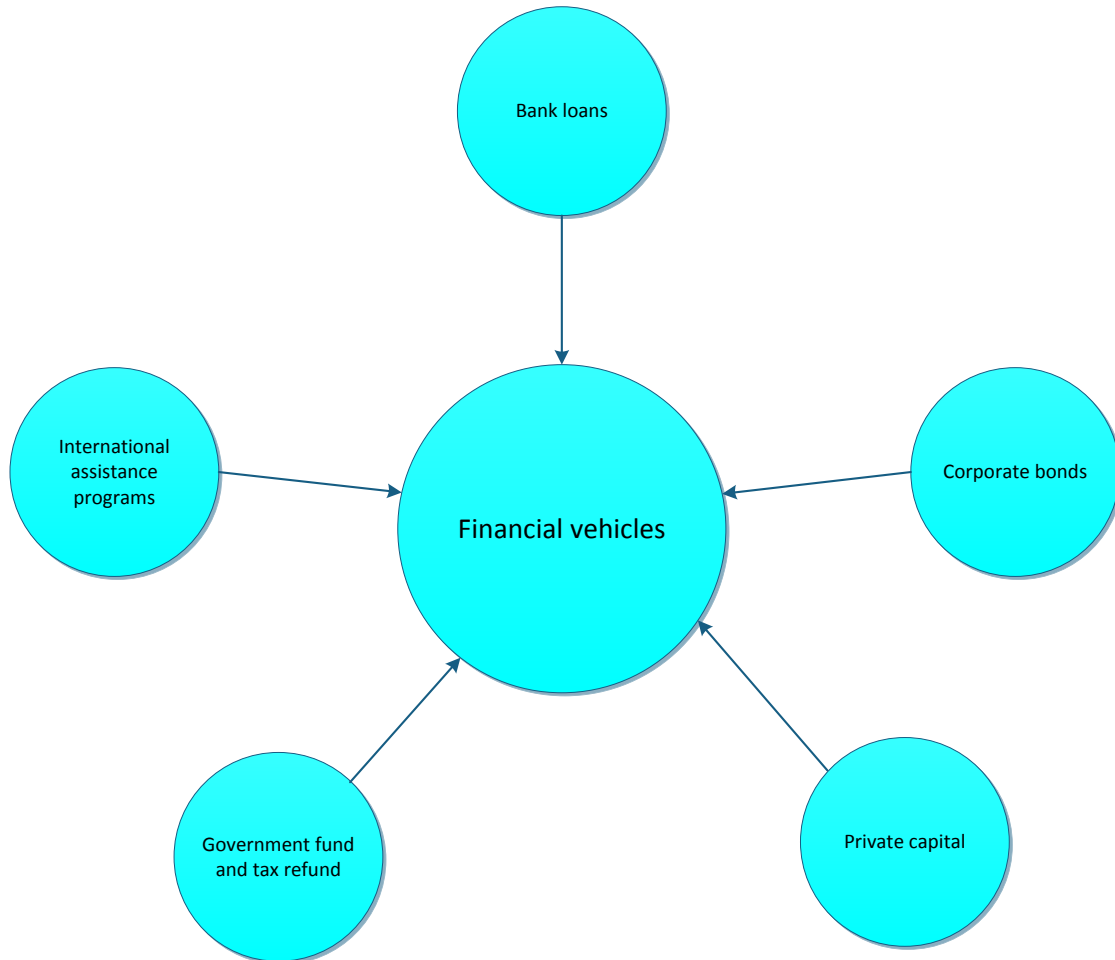 Bank loans
International
assistance
programs
Corporate bonds
Financial vehicles
Government fund
and tax refund
Private capital